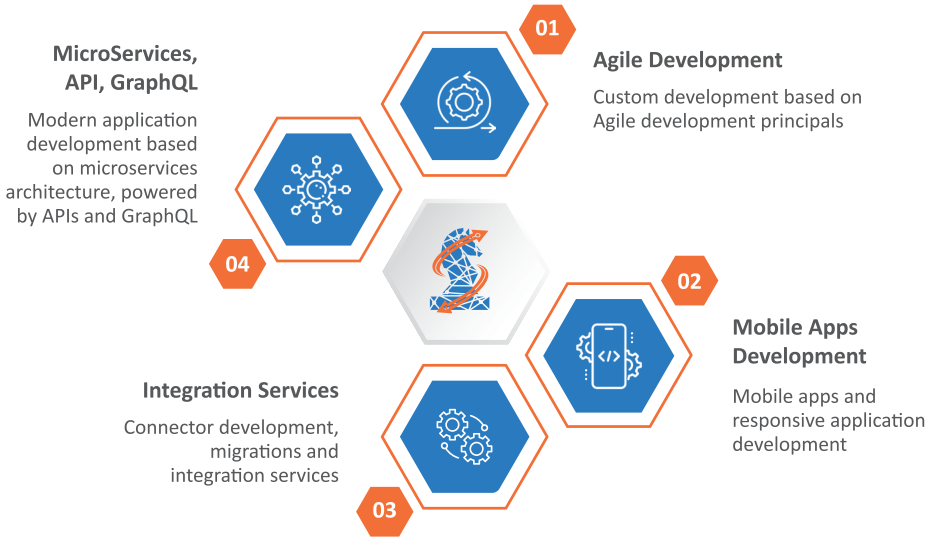 01
Agile Development
Custom development based on
Agile development principals
02
Mobile Apps
Development
Mobile apps and
responsive application
development
03
Integration Services
Connector development,
migrations and
integration services
04
MicroServices,
API, GraphQL
Modern application
development based
on microservices
architecture, powered
by APIs and GraphQL